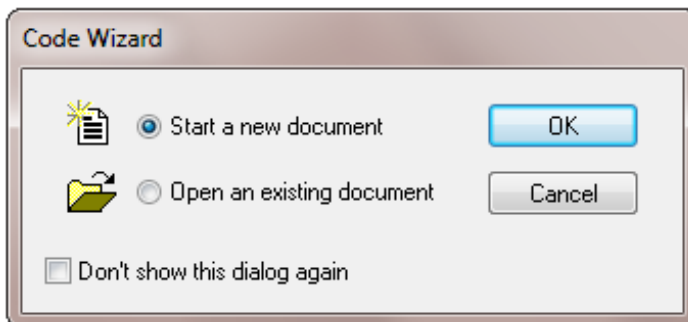 Code Wizard
Start a new document
OK
Open an existing document
Cancel
Don't show this dialog again